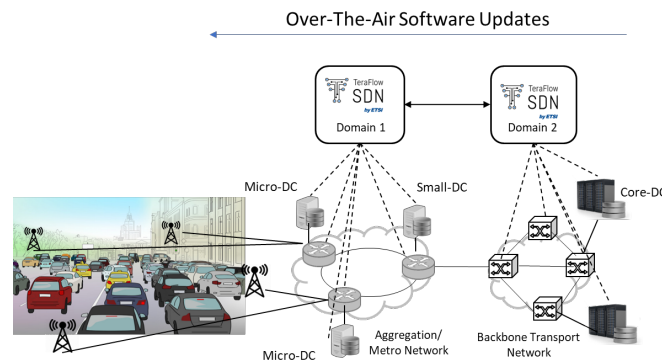 Over-The-Air Software Updates
TeraFlow
SDN
by ETSI
Domain 1
TeraFlow
SDN
by ETSI
Domain 2
Micro-DC
Small-DC
Core-DC
Micro-DC
Aggregation/
Metro Network
Backbone Transport
Network